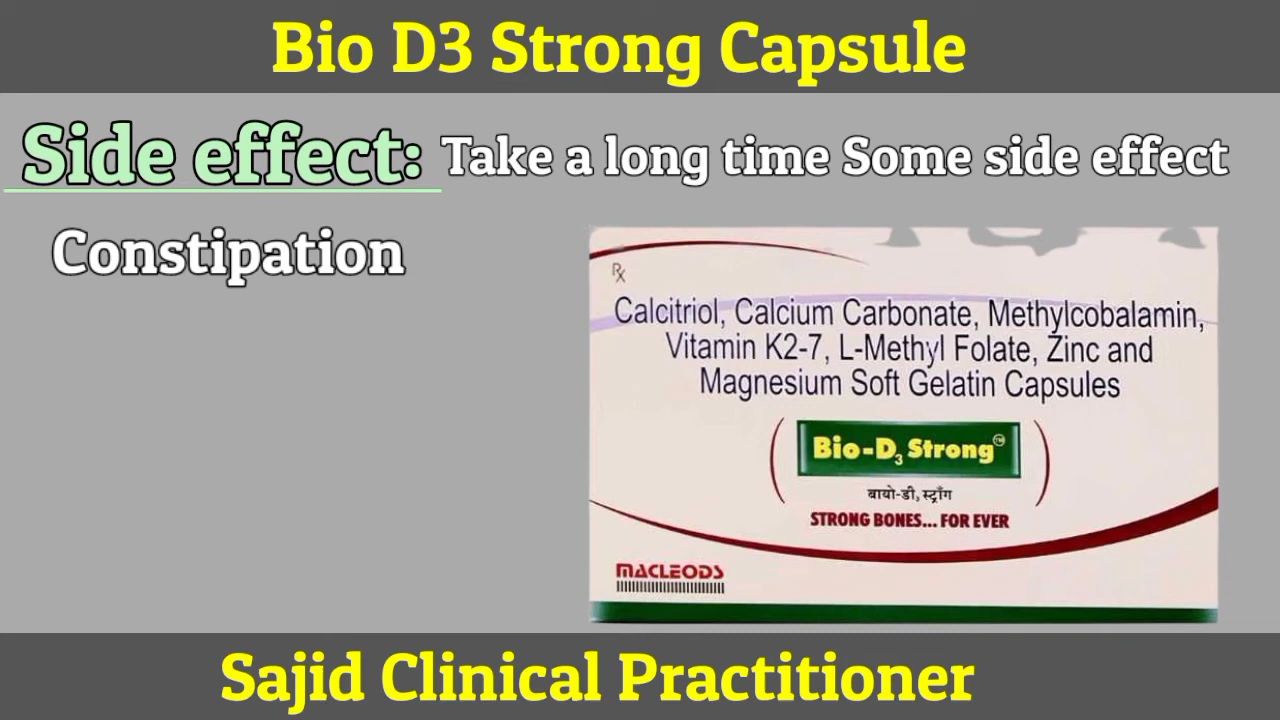 Bio D3 Strong Capsule
Side effect: Take a long time Some side effect
Constipation
Rx
Calcitriol, Calcium Carbonate, Methylcobalamin,
Vitamin K2-7, L-Methyl Folate, Zinc and
Magnesium Soft Gelatin Capsules
Bio-D3 Strong™
बायो-डी३ स्ट्राँग
STRONG BONES... FOR EVER
MACLEODS
Sajid Clinical Practitioner